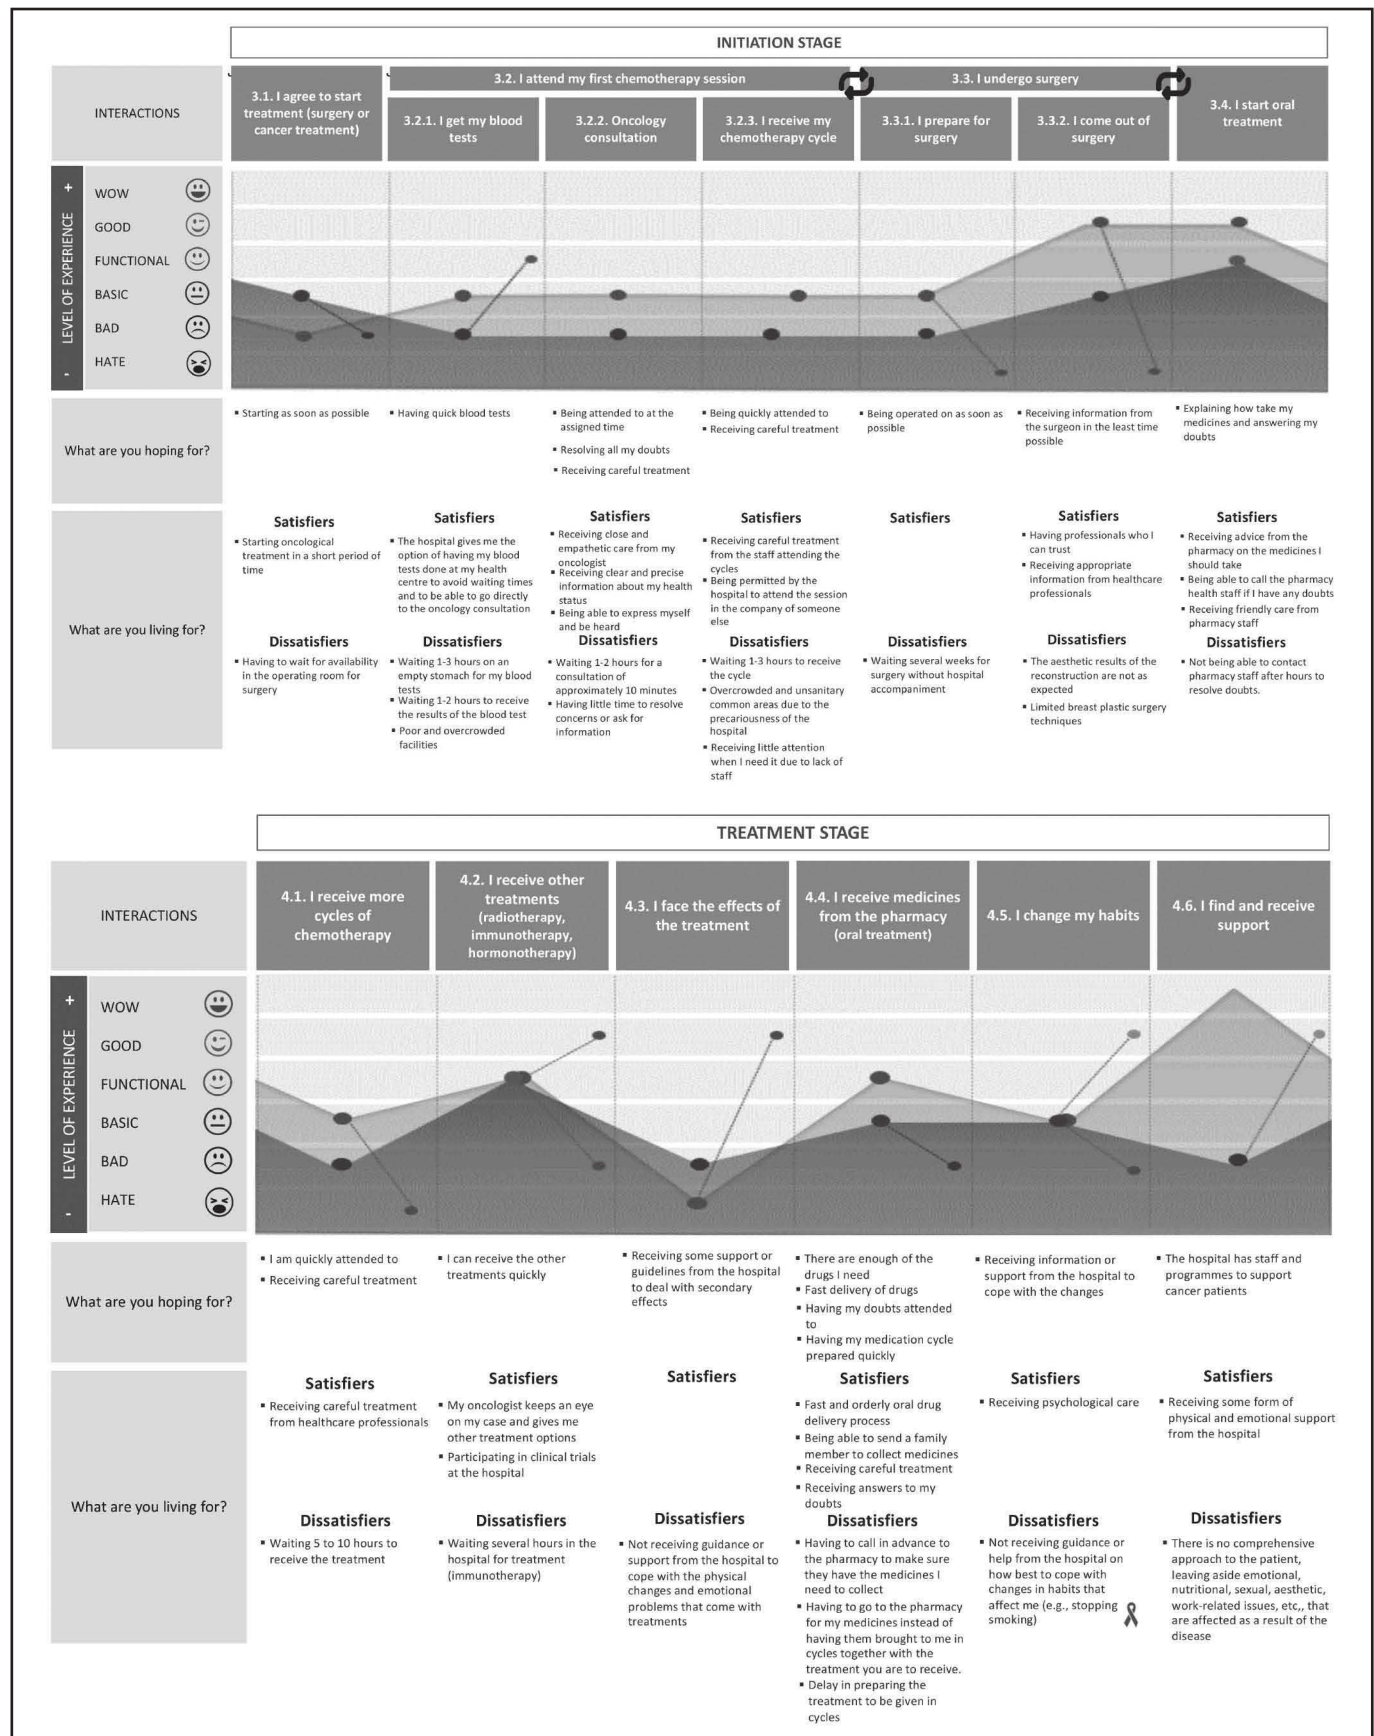 INITIATION STAGE
INTERACTIONS
3.1. I agree to start
treatment (surgery or
cancer treatment)
3.2. I attend my first chemotherapy session
3.2.1. I get my blood
tests
3.2.2. Oncology
consultation
3.2.3. I receive my
chemotherapy cycle
3.3. I undergo surgery
3.3.1. I prepare for
surgery
3.3.2. I come out of
surgery
3.4. I start oral
treatment
+
LEVEL OF EXPERIENCE
-
WOW
GOOD
FUNCTIONAL
BASIC
BAD
HATE
What are you hoping for?
▪ Starting as soon as possible
▪ Having quick blood tests
▪ Being attended to at the
assigned time
▪ Resolving all my doubts
▪ Receiving careful treatment
▪ Being quickly attended to
▪ Receiving careful treatment
▪ Being operated on as soon as
possible
▪ Receiving information from
the surgeon in the least time
possible
▪ Explaining how take my
medicines and answering my
doubts
What are you living for?
Satisfiers
▪ Starting oncological
treatment in a short period of
time
Dissatisfiers
▪ Having to wait for availability
in the operating room for
surgery
Satisfiers
▪ The hospital gives me the
option of having my blood
tests done at my health
centre to avoid waiting times
and to be able to go directly
to the oncology consultation
Dissatisfiers
▪ Waiting 1-3 hours on an
empty stomach for my blood
tests
▪ Waiting 1-2 hours to receive
the results of the blood test
▪ Poor and overcrowded
facilities
Satisfiers
▪ Receiving close and
empathetic care from my
oncologist
▪ Receiving clear and precise
information about my health
status
▪ Being able to express myself
and be heard
Dissatisfiers
▪ Waiting 1-2 hours for a
consultation of
approximately 10 minutes
▪ Having little time to resolve
concerns or ask for
information
Satisfiers
▪ Receiving careful treatment
from the staff attending the
cycles
▪ Being permitted by the
hospital to attend the session
in the company of someone
else
Dissatisfiers
▪ Waiting 1-3 hours to receive
the cycle
▪ Overcrowded and unsanitary
common areas due to the
precariousness of the
hospital
▪ Receiving little attention
when I need it due to lack of
staff
Satisfiers
Dissatisfiers
▪ Waiting several weeks for
surgery without hospital
accompaniment
Satisfiers
▪ Having professionals who I
can trust
▪ Receiving appropriate
information from healthcare
professionals
Dissatisfiers
▪ The aesthetic results of the
reconstruction are not as
expected
▪ Limited breast plastic surgery
techniques
Satisfiers
▪ Receiving advice from the
pharmacy on the medicines I
should take
▪ Being able to call the pharmacy
health staff if I have any doubts
▪ Receiving friendly care from
pharmacy staff
Dissatisfiers
▪ Not being able to contact
pharmacy staff after hours to
resolve doubts.
TREATMENT STAGE
INTERACTIONS
4.1. I receive more
cycles of
chemotherapy
4.2. I receive other
treatments
(radiotherapy,
immunotherapy,
hormonotherapy)
4.3. I face the effects of
the treatment
4.4. I receive medicines
from the pharmacy
(oral treatment)
4.5. I change my habits
4.6. I find and receive
support
+
LEVEL OF EXPERIENCE
-
WOW
GOOD
FUNCTIONAL
BASIC
BAD
HATE
What are you hoping for?
▪ I am quickly attended to
▪ Receiving careful treatment
▪ I can receive the other
treatments quickly
▪ Receiving some support or
guidelines from the hospital
to deal with secondary
effects
▪ There are enough of the
drugs I need
▪ Fast delivery of drugs
▪ Having my doubts attended
to
▪ Having my medication cycle
prepared quickly
▪ Receiving information or
support from the hospital to
cope with the changes
▪ The hospital has staff and
programmes to support
cancer patients
What are you living for?
Satisfiers
▪ Receiving careful treatment
from healthcare professionals
Dissatisfiers
▪ Waiting 5 to 10 hours to
receive the treatment
Satisfiers
▪ My oncologist keeps an eye
on my case and gives me
other treatment options
▪ Participating in clinical trials
at the hospital
Dissatisfiers
▪ Waiting several hours in the
hospital for treatment
(immunotherapy)
Satisfiers
Dissatisfiers
▪ Not receiving guidance or
support from the hospital to
cope with the physical
changes and emotional
problems that come with
treatments
Satisfiers
▪ Fast and orderly oral drug
delivery process
▪ Being able to send a family
member to collect medicines
▪ Receiving careful treatment
▪ Receiving answers to my
doubts
Dissatisfiers
▪ Having to call in advance to
the pharmacy to make sure
they have the medicines I
need to collect
▪ Having to go to the pharmacy
for my medicines instead of
having them brought to me in
cycles together with the
treatment you are to receive.
▪ Delay in preparing the
treatment to be given in
cycles
Satisfiers
▪ Receiving psychological care
Dissatisfiers
▪ Not receiving guidance or
help from the hospital on
how best to cope with
changes in habits that
affect me (e.g., stopping
smoking)
Satisfiers
▪ Receiving some form of
physical and emotional support
from the hospital
Dissatisfiers
▪ There is no comprehensive
approach to the patient,
leaving aside emotional,
nutritional, sexual, aesthetic,
work-related issues, etc,, that
are affected as a result of the
disease